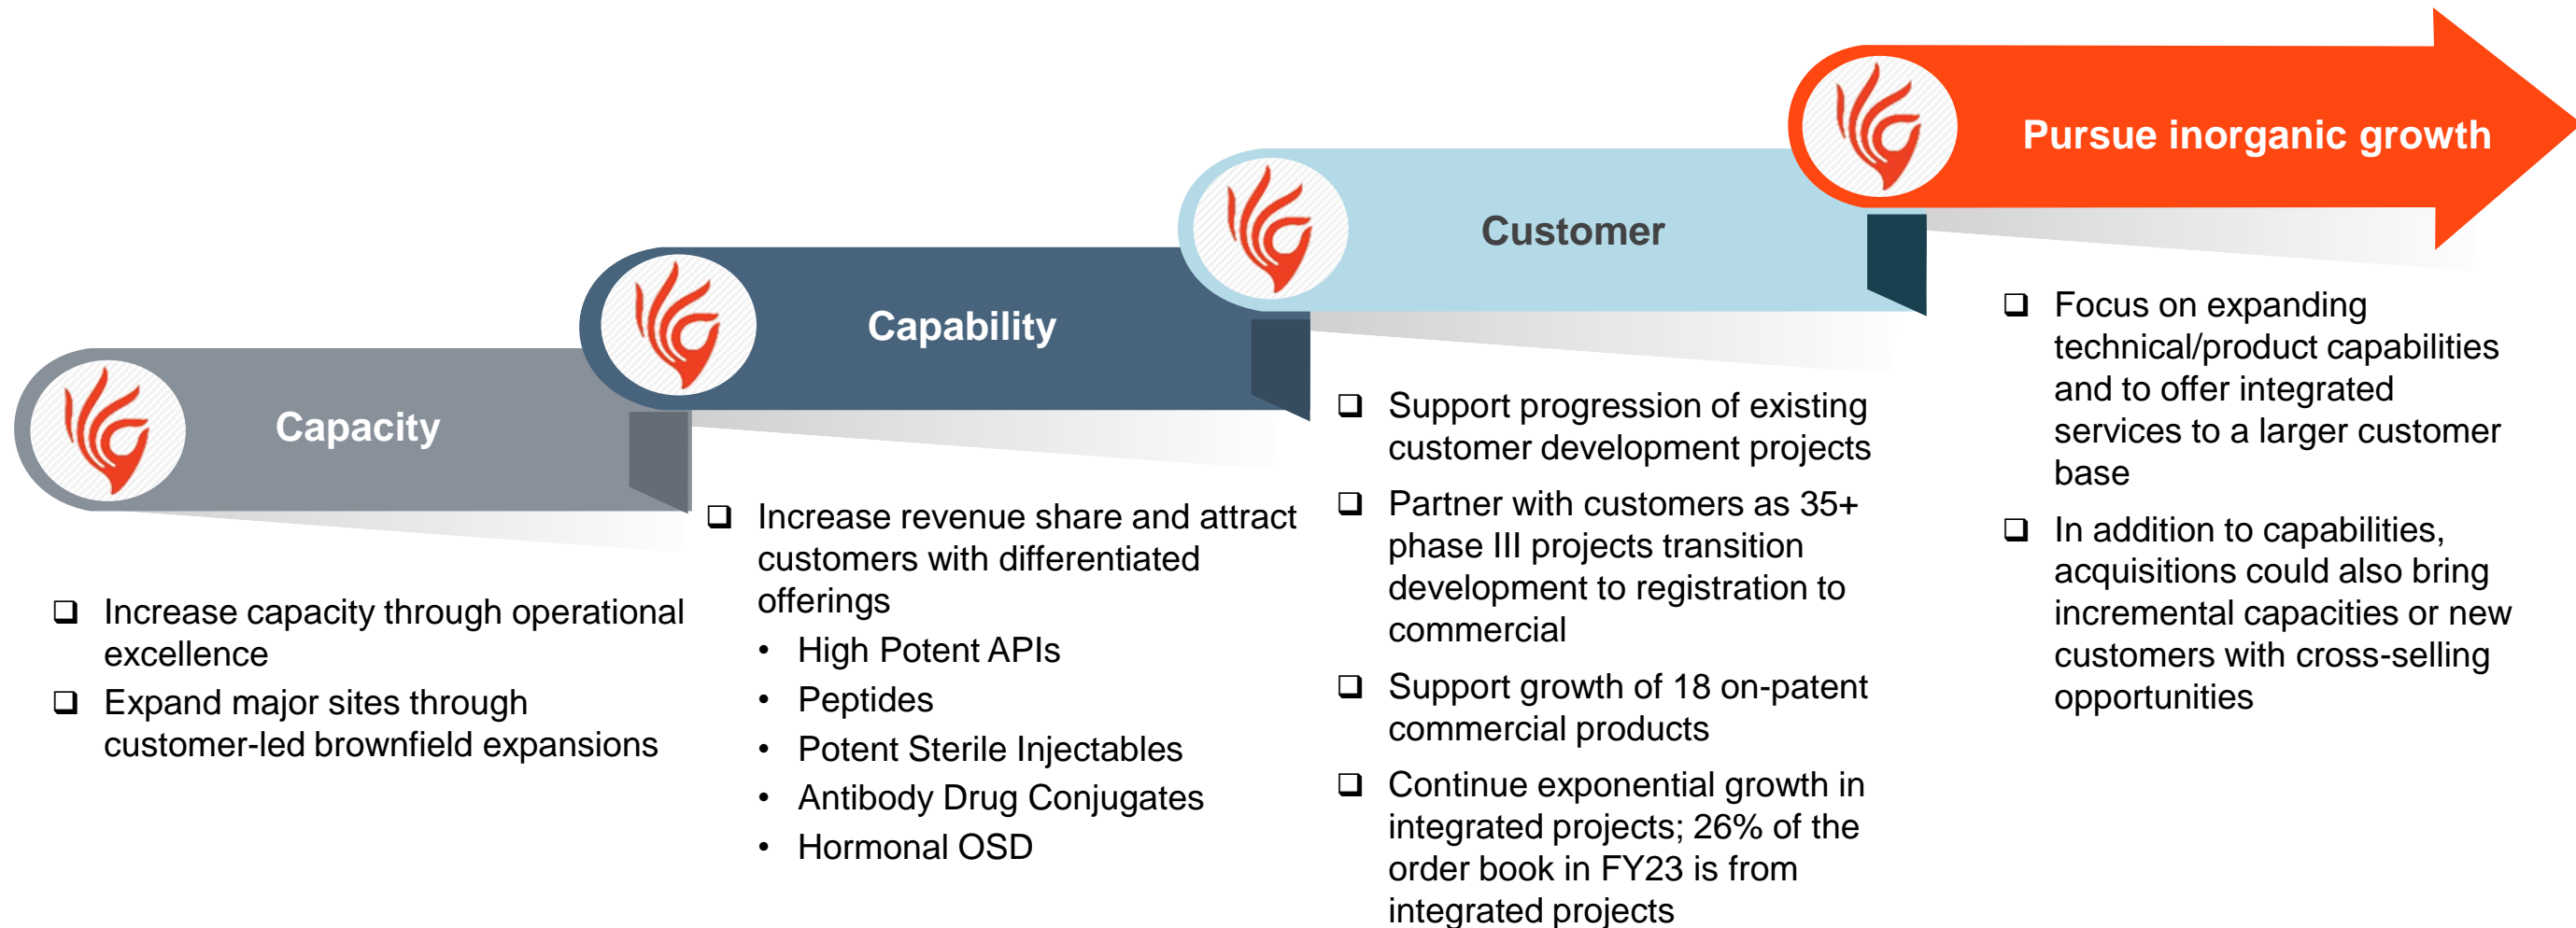 Capacity
❑ Increase capacity through operational
excellence
❑ Expand major sites through
customer-led brownfield expansions
Capability
❑ Increase revenue share and attract
customers with differentiated
offerings
• High Potent APIs
• Peptides
• Potent Sterile Injectables
• Antibody Drug Conjugates
• Hormonal OSD
Customer
❑ Support progression of existing
customer development projects
❑ Partner with customers as 35+
phase III projects transition
development to registration to
commercial
❑ Support growth of 18 on-patent
commercial products
❑ Continue exponential growth in
integrated projects; 26% of the
order book in FY23 is from
integrated projects
Pursue inorganic growth
❑ Focus on expanding
technical/product capabilities
and to offer integrated
services to a larger customer
base
❑ In addition to capabilities,
acquisitions could also bring
incremental capacities or new
customers with cross-selling
opportunities